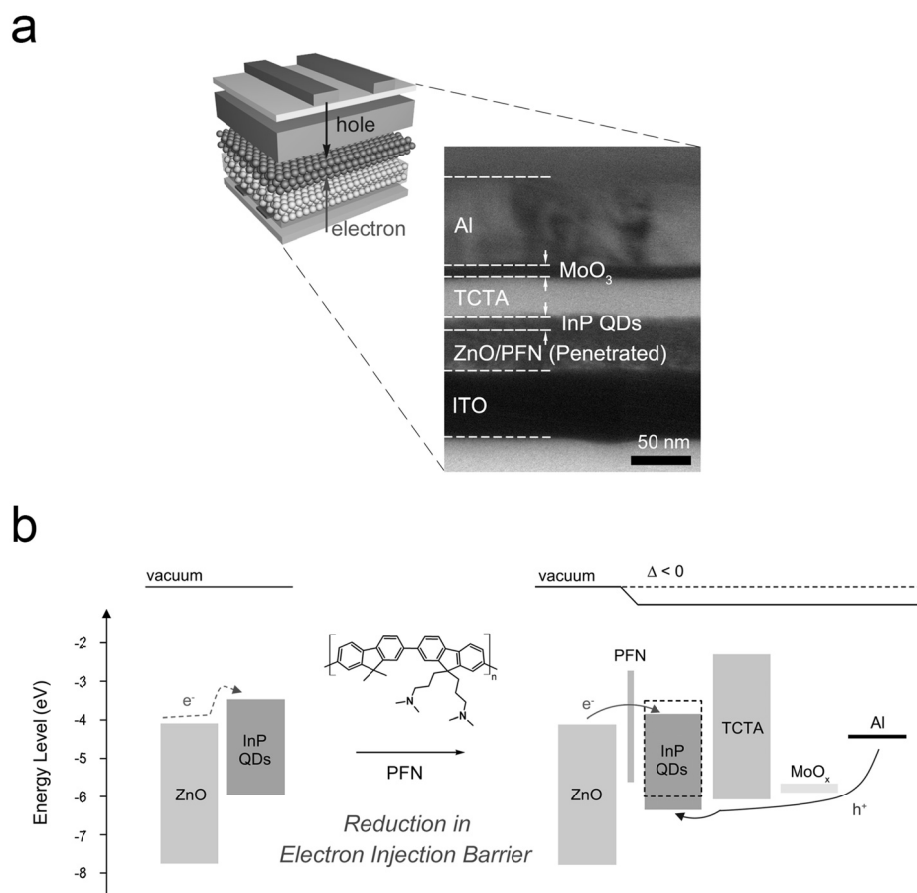 a
hole
electron
Al
MoO₃
TCTA
InP QDs
ZnO/PFN (Penetrated)
ITO
50 nm
b
vacuum
Energy Level (eV)
-2
-3
-4
-5
-6
-7
-8
e⁻
InP
QDs
ZnO
n
N
N
PFN
Reduction in
Electron Injection Barrier
vacuum
Δ < 0
PFN
e⁻
InP
QDs
ZnO
TCTA
MoOₓ
Al
h⁺